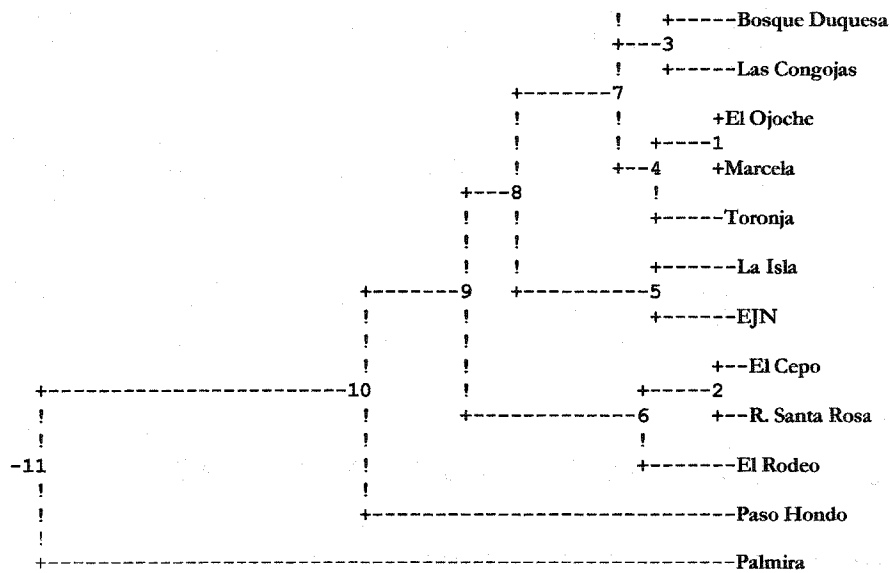 ! +------Bosque Duquesa
+---3
! +------Las Congojas
+--------7
! ! +El Ojoche
! ! +----1
! +--4 +Marcela
+---8 !
! ! +------Toronja
! !
! ! +------La Isla
+-------9 +----------5
! ! +------EJN
! !
! ! +--El Cepo
+------------------------10 ! +-----2
! ! +-------------6 +--R. Santa Rosa
! ! !
-11 ! +------El Rodeo
! !
! +-----------------------------Paso Hondo
!
+-------------------------------------------------------Palmira